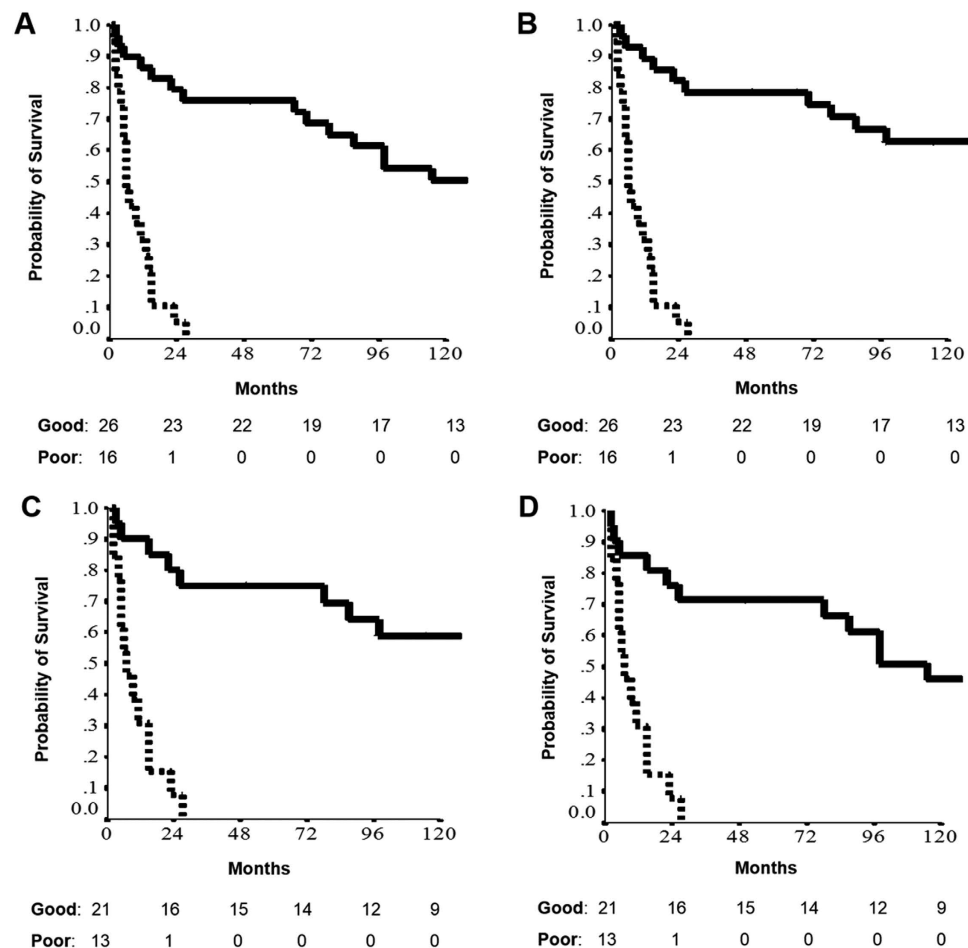 A
Probability of Survival
1.0
.9
.8
.7
.6
.5
.4
.3
.2
.1
0.0
0 24 48 72 96 120
Months
Good: 26 23 22 19 17 13
Poor: 16 1 0 0 0 0
B
Probability of Survival
1.0
.9
.8
.7
.6
.5
.4
.3
.2
.1
0.0
0 24 48 72 96 120
Months
Good: 26 23 22 19 17 13
Poor: 16 1 0 0 0 0
C
Probability of Survival
1.0
.9
.8
.7
.6
.5
.4
.3
.2
.1
0.0
0 24 48 72 96 120
Months
Good: 21 16 15 14 12 9
Poor: 13 1 0 0 0 0
D
Probability of Survival
1.0
.9
.8
.7
.6
.5
.4
.3
.2
.1
0.0
0 24 48 72 96 120
Months
Good: 21 16 15 14 12 9
Poor: 13 1 0 0 0 0